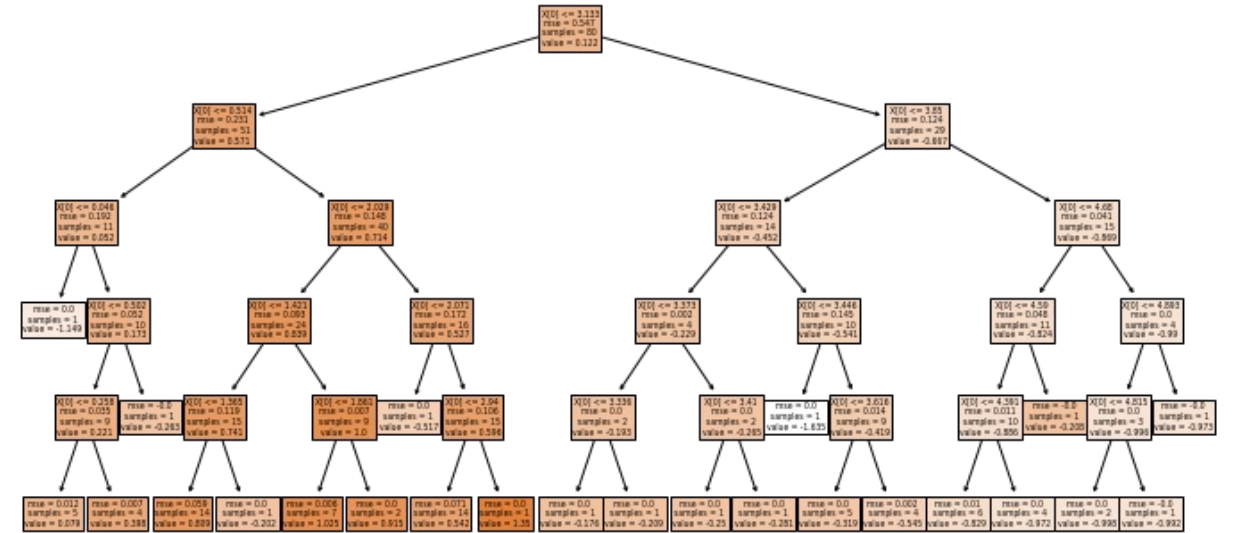 X[0] <= 3.133
mse = 0.547
samples = 80
value = 0.122
X[0] <= 0.514
mse = 0.231
samples = 51
value = 0.571
X[0] <= 3.85
mse = 0.124
samples = 29
value = -0.667
X[0] <= 0.046
mse = 0.192
samples = 11
value = 0.052
X[0] <= 2.029
mse = 0.148
samples = 40
value = 0.714
X[0] <= 3.429
mse = 0.124
samples = 14
value = -0.452
X[0] <= 4.68
mse = 0.041
samples = 15
value = -0.869
mse = 0.0
samples = 1
value = -1.149
X[0] <= 0.502
mse = 0.052
samples = 10
value = 0.173
X[0] <= 1.421
mse = 0.093
samples = 24
value = 0.839
X[0] <= 2.071
mse = 0.172
samples = 16
value = 0.527
X[0] <= 3.373
mse = 0.002
samples = 4
value = -0.229
X[0] <= 3.446
mse = 0.145
samples = 10
value = -0.541
X[0] <= 4.59
mse = 0.048
samples = 11
value = -0.824
X[0] <= 4.893
mse = 0.0
samples = 4
value = -0.99
X[0] <= 0.258
mse = 0.035
samples = 9
value = 0.221
mse = -0.0
samples = 1
value = -0.263
X[0] <= 1.365
mse = 0.119
samples = 15
value = 0.741
X[0] <= 1.861
mse = 0.007
samples = 9
value = 1.0
mse = 0.0
samples = 1
value = -0.517
X[0] <= 2.94
mse = 0.106
samples = 15
value = 0.596
X[0] <= 3.336
mse = 0.0
samples = 2
value = -0.193
X[0] <= 3.41
mse = 0.0
samples = 2
value = -0.265
mse = 0.0
samples = 1
value = -1.635
X[0] <= 3.616
mse = 0.014
samples = 9
value = -0.419
X[0] <= 4.391
mse = 0.011
samples = 10
value = -0.886
mse = -0.0
samples = 1
value = -0.205
X[0] <= 4.815
mse = 0.0
samples = 3
value = -0.996
mse = -0.0
samples = 1
value = -0.973
mse = 0.012
samples = 5
value = 0.079
mse = 0.007
samples = 4
value = 0.398
mse = 0.059
samples = 14
value = 0.809
mse = 0.0
samples = 1
value = -0.202
mse = 0.006
samples = 7
value = 1.025
mse = 0.0
samples = 2
value = 0.915
mse = 0.071
samples = 14
value = 0.542
mse = 0.0
samples = 1
value = 1.35
mse = 0.0
samples = 1
value = -0.176
mse = 0.0
samples = 1
value = -0.209
mse = 0.0
samples = 1
value = -0.25
mse = 0.0
samples = 1
value = -0.281
mse = 0.0
samples = 5
value = -0.319
mse = 0.002
samples = 4
value = -0.545
mse = 0.01
samples = 6
value = -0.829
mse = 0.0
samples = 4
value = -0.972
mse = 0.0
samples = 2
value = -0.998
mse = -0.0
samples = 1
value = -0.992